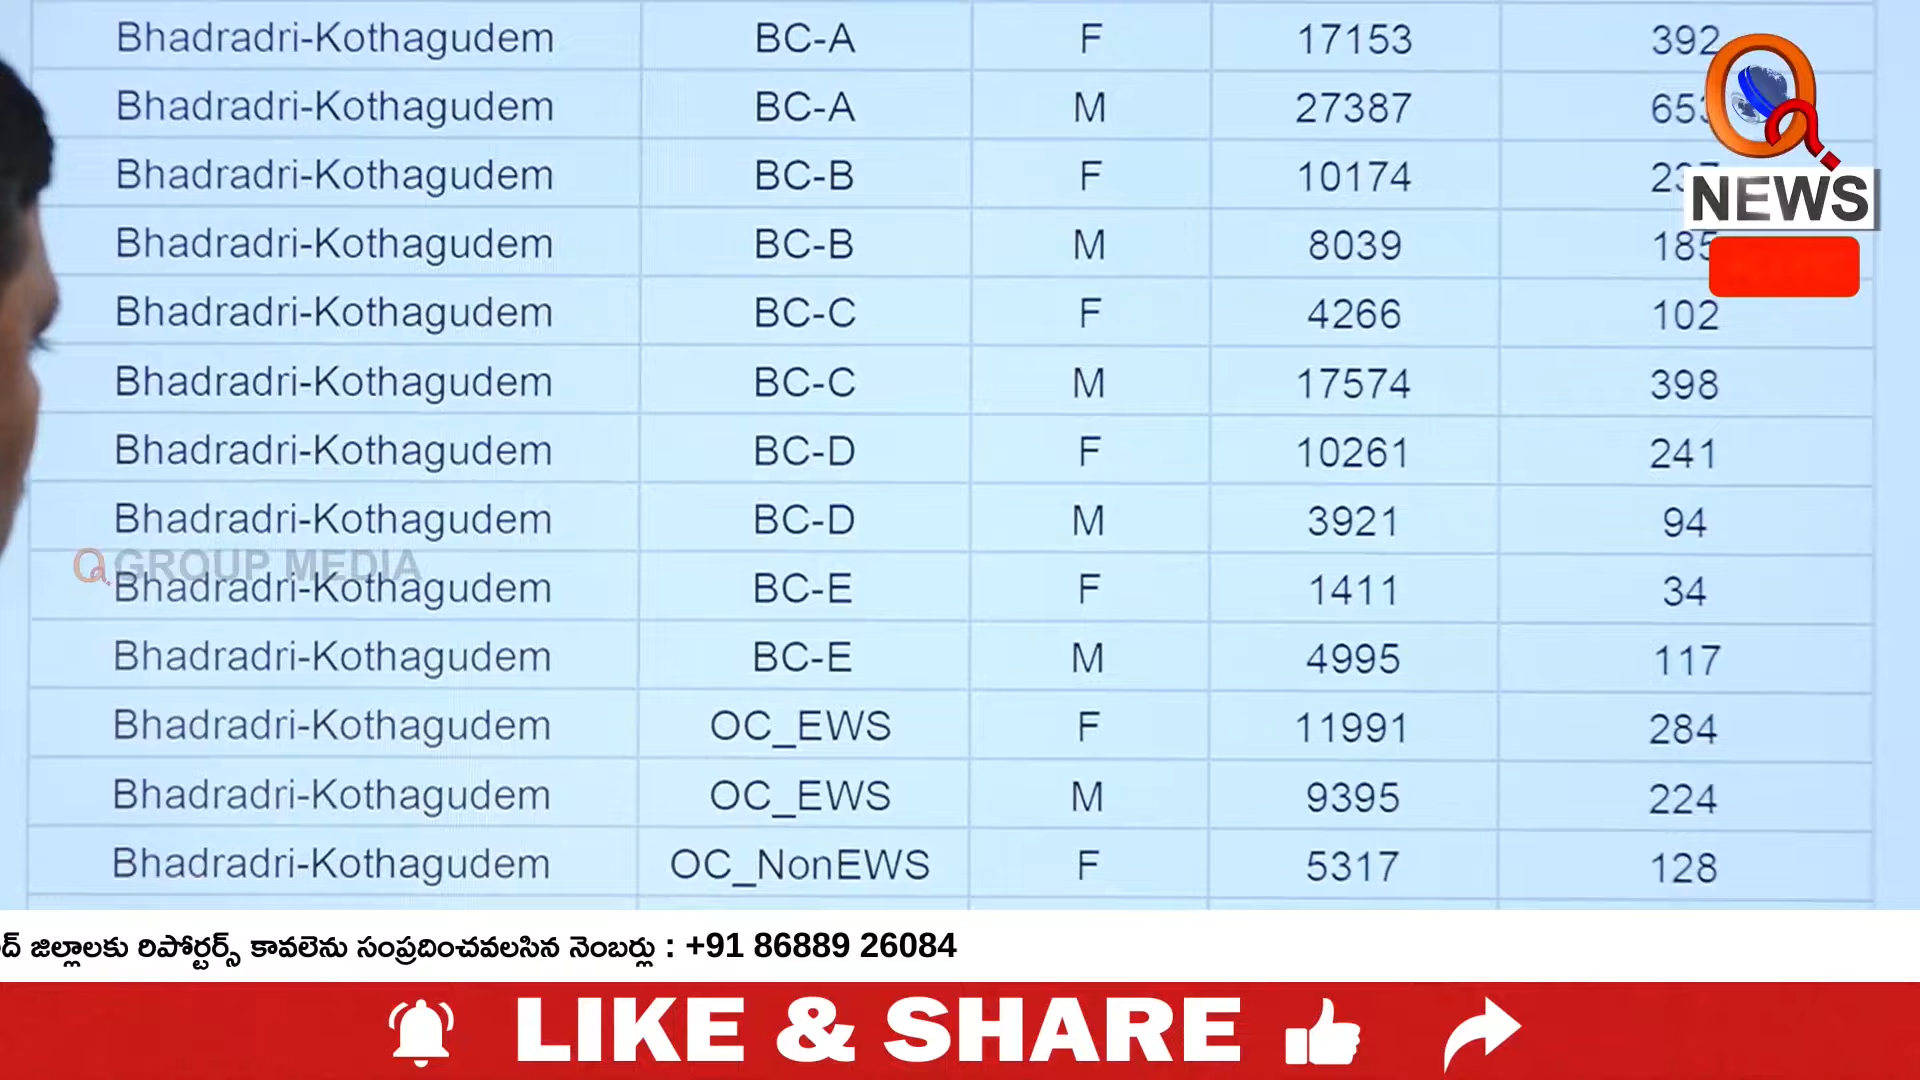 Bhadradri-Kothagudem BC-A F 17153 392
Bhadradri-Kothagudem BC-A M 27387
Bhadradri-Kothagudem BC-B F 10174
Bhadradri-Kothagudem BC-B M 8039 185
Bhadradri-Kothagudem BC-C F 4266 102
Bhadradri-Kothagudem BC-C M 17574 398
Bhadradri-Kothagudem BC-D F 10261 241
Bhadradri-Kothagudem BC-D M 3921 94
Bhadradri-Kothagudem BC-E F 1411 34
Bhadradri-Kothagudem BC-E M 4995 117
Bhadradri-Kothagudem OC_EWS F 11991 284
Bhadradri-Kothagudem OC_EWS M 9395 224
Bhadradri-Kothagudem OC_NonEWS F 5317 128
Q NEWS
Q GROUP MEDIA
జిల్లాలకు రిపోర్టర్స్ కావలెను సంప్రదించవలసిన నెంబర్లు : +91 86889 26084
LIKE & SHARE